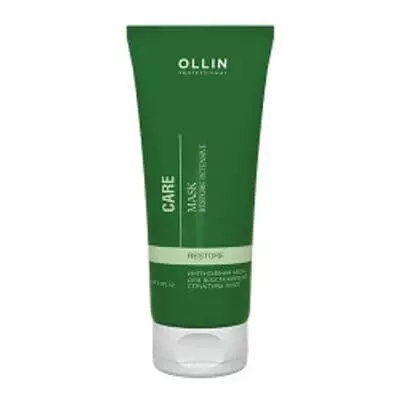 OLLIN
PROFESSIONAL
CARE
MASK
RESTORE INTENSIVE
RESTORE
ИНТЕНСИВНАЯ МАСКА
ДЛЯ ВОССТАНОВЛЕНИЯ
СТРУКТУРЫ ВОЛОС